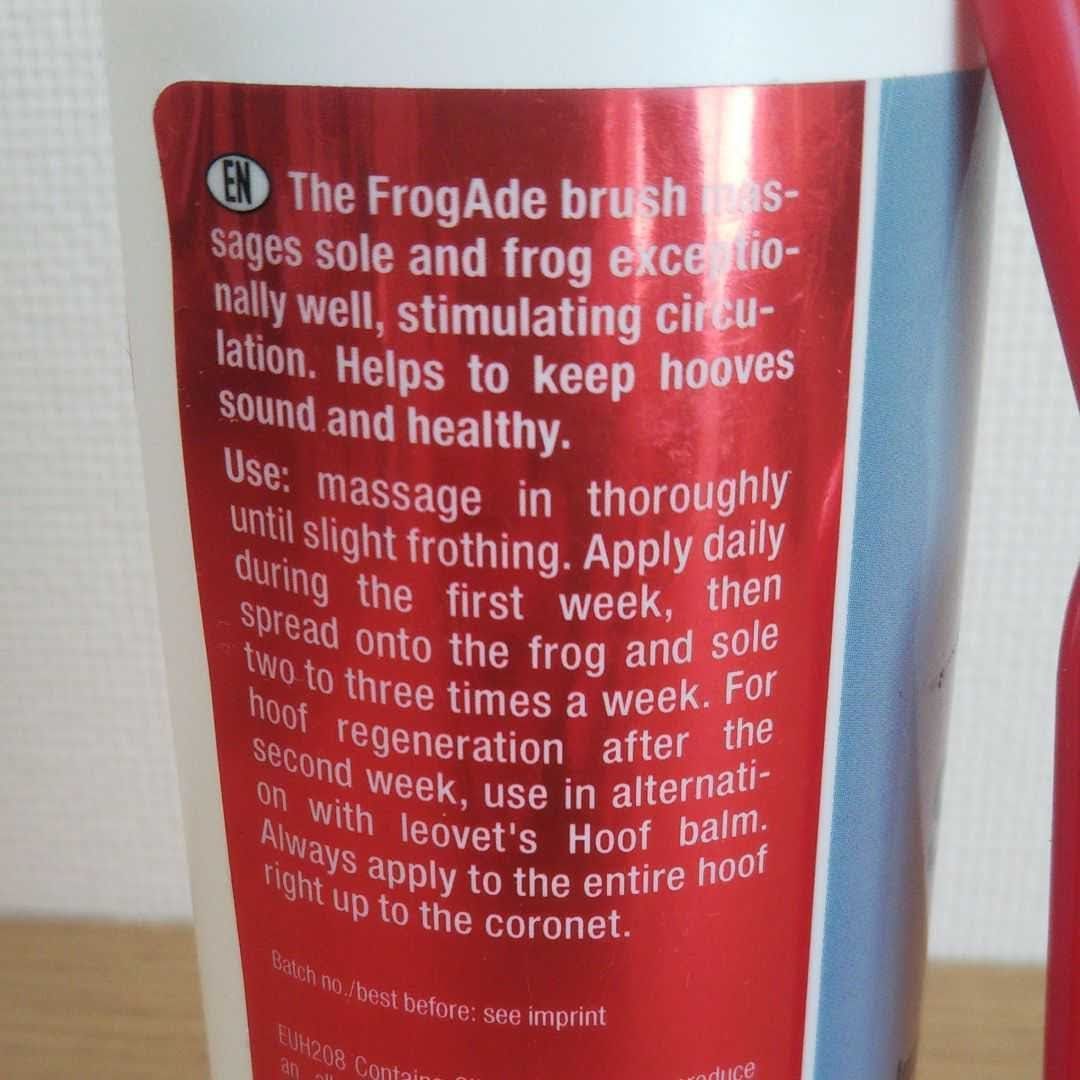 EN The FrogAde brush mas-
sages sole and frog exceptio-
nally well, stimulating circu-
lation. Helps to keep hooves
sound and healthy.
Use: massage in thoroughly
until slight frothing. Apply daily
during the first week, then
spread onto the frog and sole
two to three times a week. For
hoof regeneration after the
second week, use in alternati-
on with leovet's Hoof balm.
Always apply to the entire hoof
right up to the coronet.
Batch no./best before: see imprint
EUH208 Contains
an